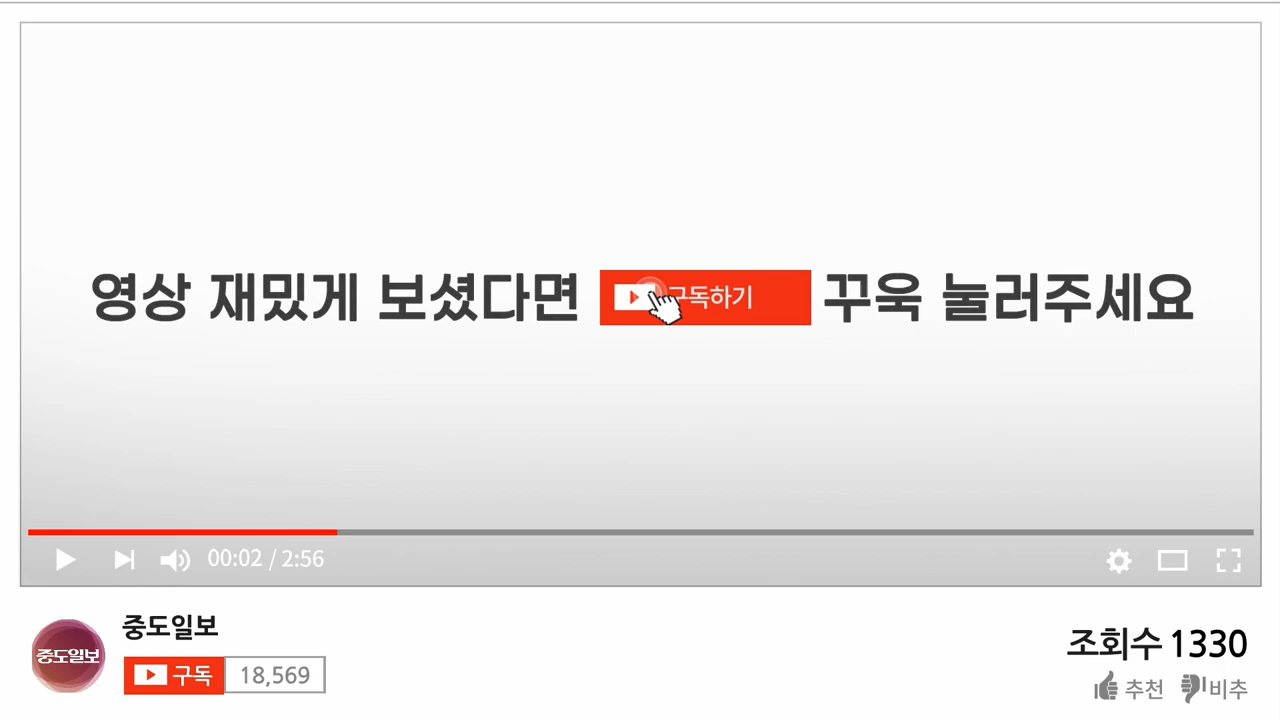 영상 재밌게 보셨다면 구독하기 꾸욱 눌러주세요
00:02 / 2:56
중도일보
중도일보
구독 18,569
조회수 1330
추천 비추